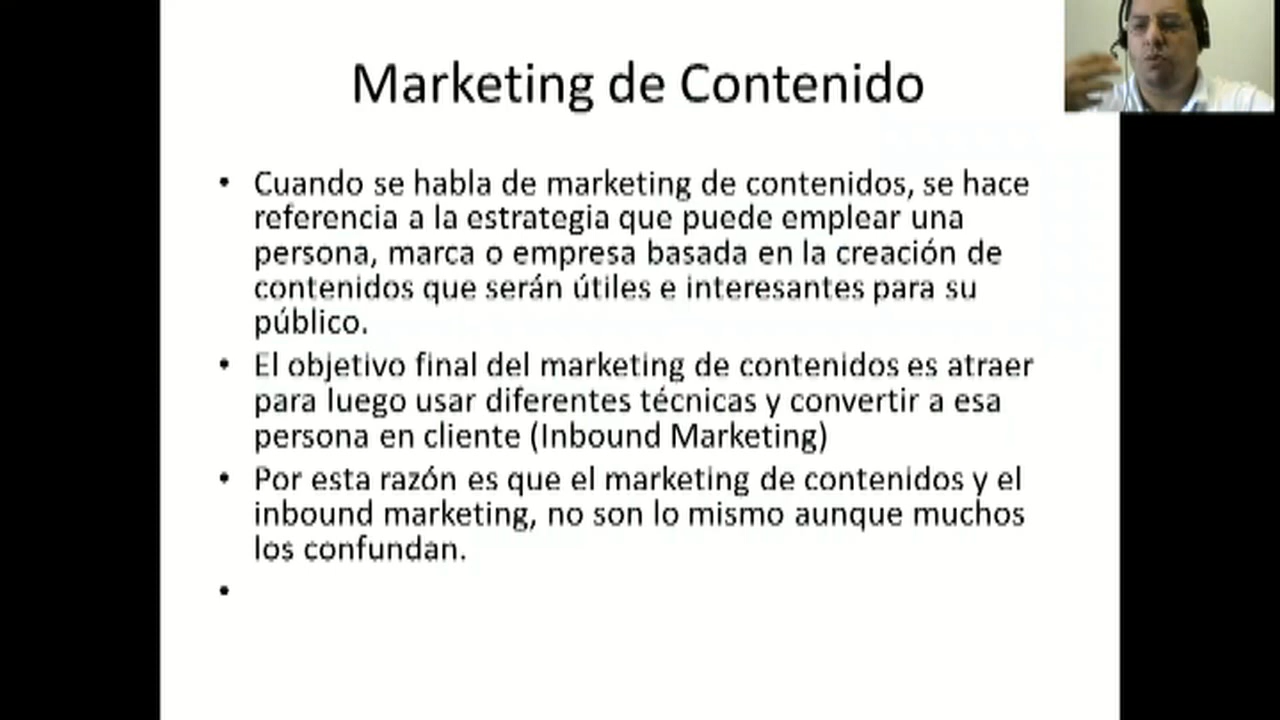 Marketing de Contenido
• Cuando se habla de marketing de contenidos, se hace
referencia a la estrategia que puede emplear una
persona, marca o empresa basada en la creación de
contenidos que serán útiles e interesantes para su
público.
• El objetivo final del marketing de contenidos es atraer
para luego usar diferentes técnicas y convertir a esa
persona en cliente (Inbound Marketing)
• Por esta razón es que el marketing de contenidos y el
inbound marketing, no son lo mismo aunque muchos
los confundan.
•